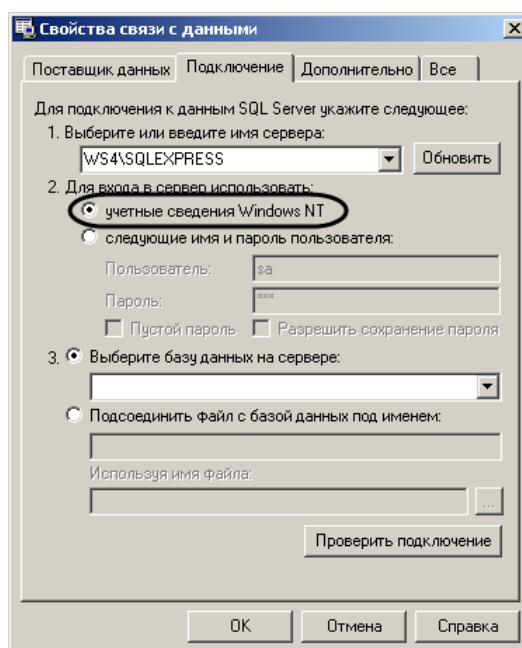 Свойства связи с данными
Поставщик данных Подключение Дополнительно Все
Для подключения к данным SQL Server укажите следующее:
1. Выберите или введите имя сервера:
WS4\SQLEXPRESS Обновить
2. Для входа в сервер использовать:
учетные сведения Windows NT
следующие имя и пароль пользователя:
Пользователь: sa
Пароль: ***
Пустой пароль Разрешить сохранение пароля
3. Выберите базу данных на сервере:
Подсоединить файл с базой данных под именем:
Используя имя файла:
...
Проверить подключение
OK Отмена Справка